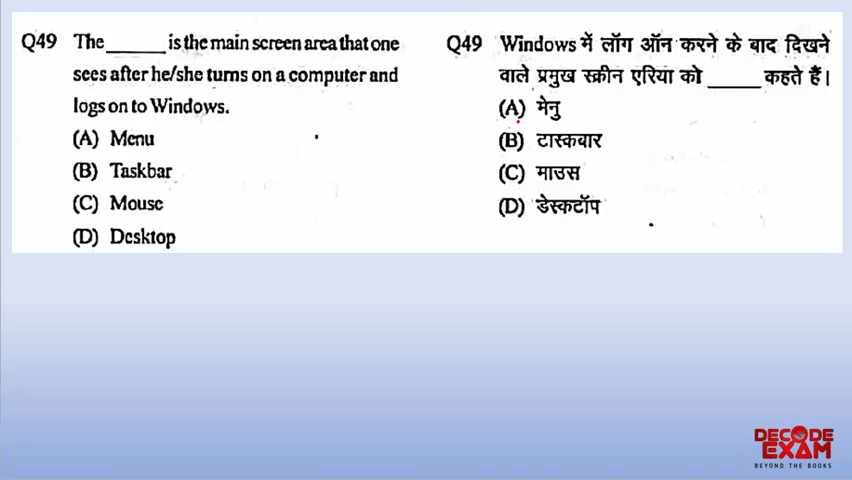 Q49 The ______ is the main screen area that one
sees after he/she turns on a computer and
logs on to Windows.
(A) Menu
(B) Taskbar
(C) Mouse
(D) Desktop
Q49 Windows में लॉग ऑन करने के बाद दिखने
वाले प्रमुख स्क्रीन एरिया को ______ कहते हैं।
(A) मेनु
(B) टास्कबार
(C) माउस
(D) डेस्कटॉप
DECODE
EXAM
BEYOND THE BOOKS